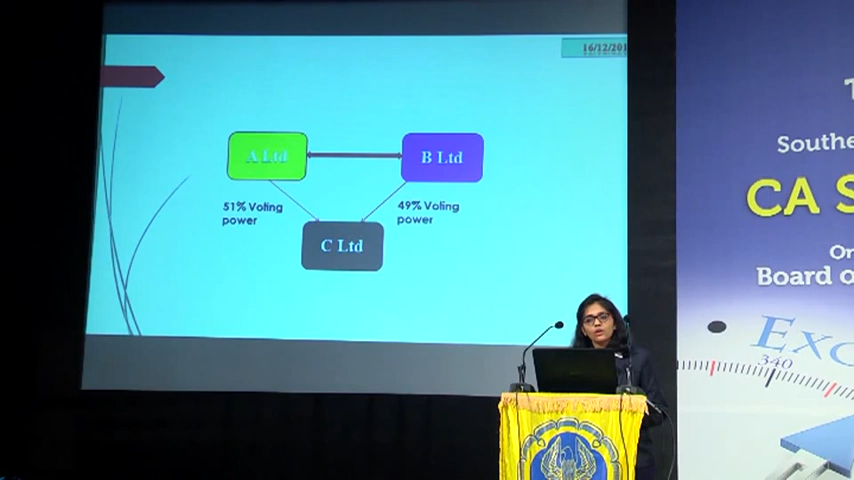 16/12/201
A Ltd
B Ltd
51% Voting
power
49% Voting
power
C Ltd
Southe
CA S
Or
Board o
Exc
340